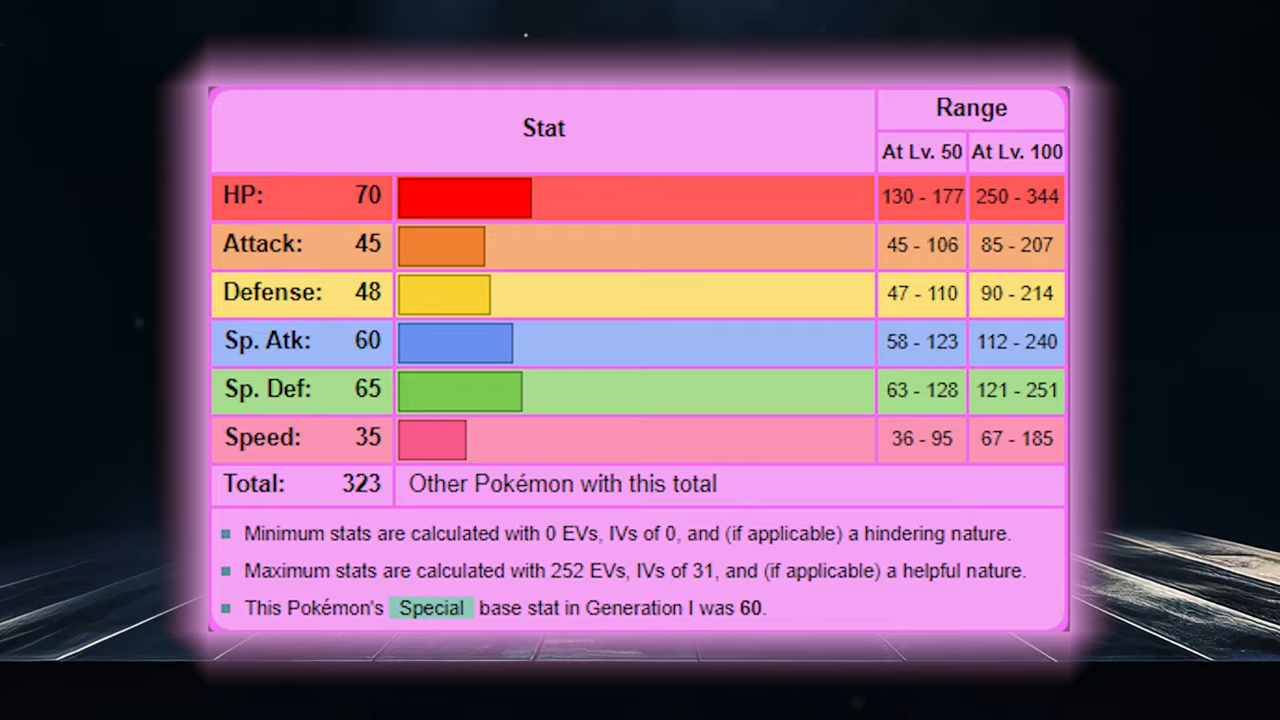 Stat
Range
At Lv. 50 At Lv. 100
HP: 70 130 - 177 250 - 344
Attack: 45 45 - 106 85 - 207
Defense: 48 47 - 110 90 - 214
Sp. Atk: 60 58 - 123 112 - 240
Sp. Def: 65 63 - 128 121 - 251
Speed: 35 36 - 95 67 - 185
Total: 323 Other Pokémon with this total
Minimum stats are calculated with 0 EVs, IVs of 0, and (if applicable) a hindering nature.
Maximum stats are calculated with 252 EVs, IVs of 31, and (if applicable) a helpful nature.
This Pokémon's Special base stat in Generation I was 60.